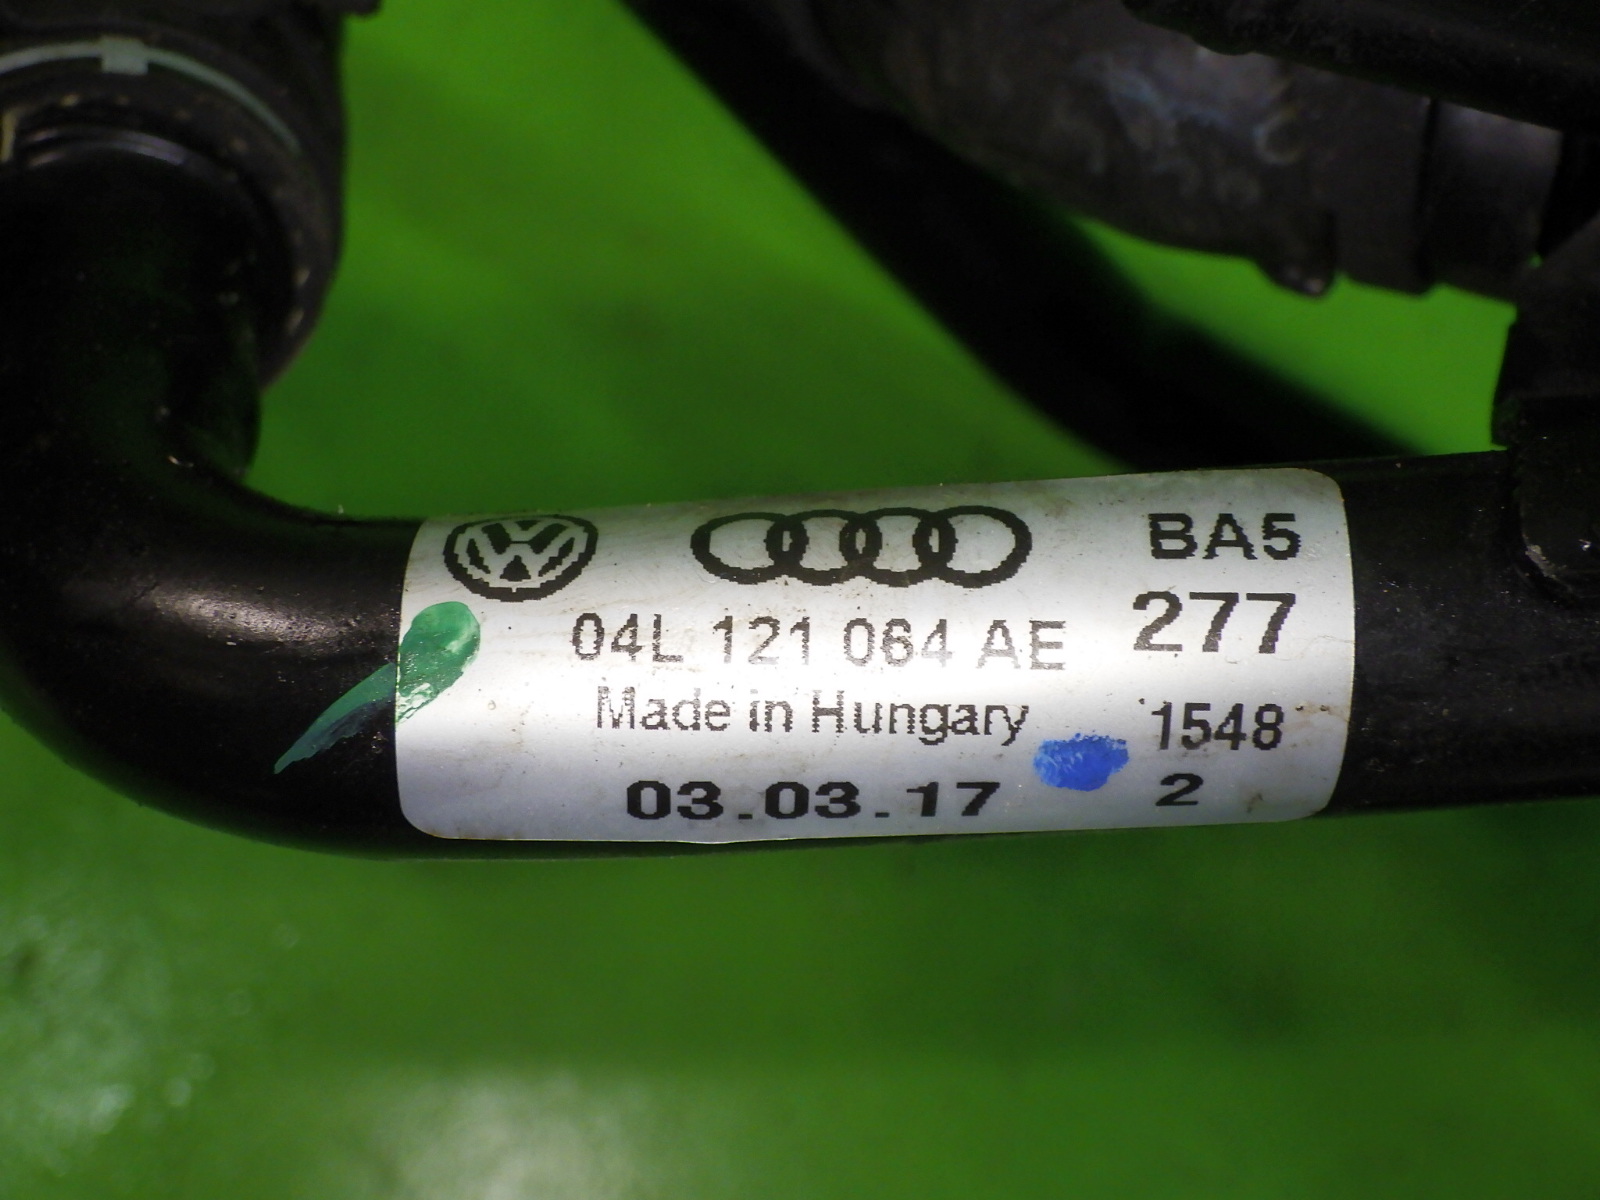 BA5
04L 121 064 AE 277
Made in Hungary 1548
03.03.17 2